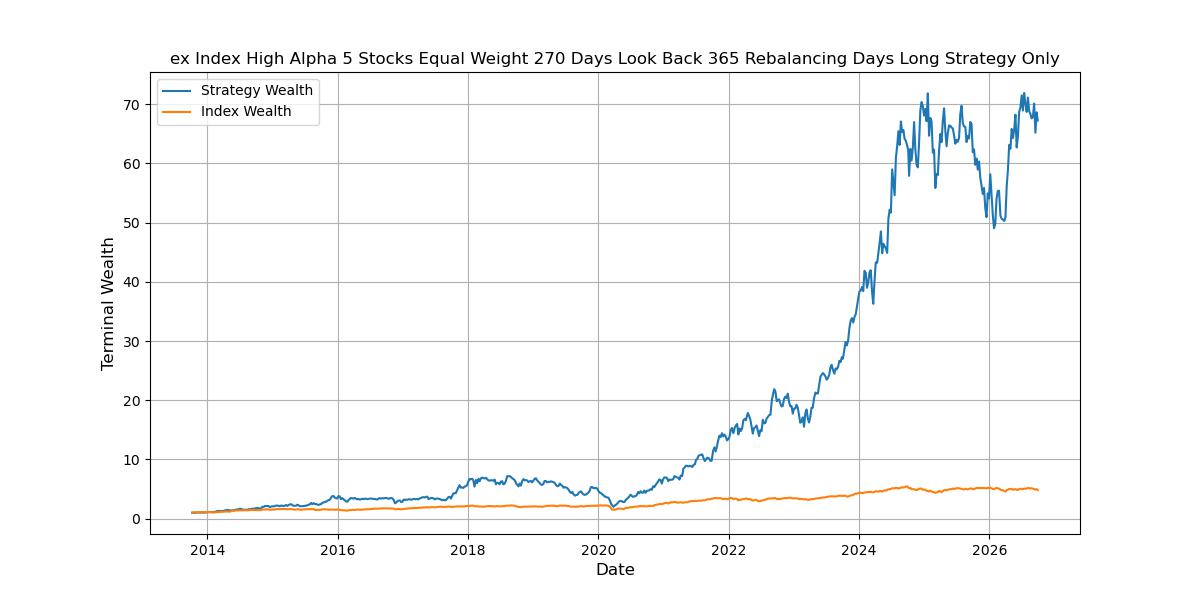 ex Index High Alpha 5 Stocks Equal Weight 270 Days Look Back 365 Rebalancing Days Long Strategy Only
Strategy Wealth
Index Wealth
70
60
50
40
30
20
10
0
Terminal Wealth
2014 2016 2018 2020 2022 2024 2026
Date